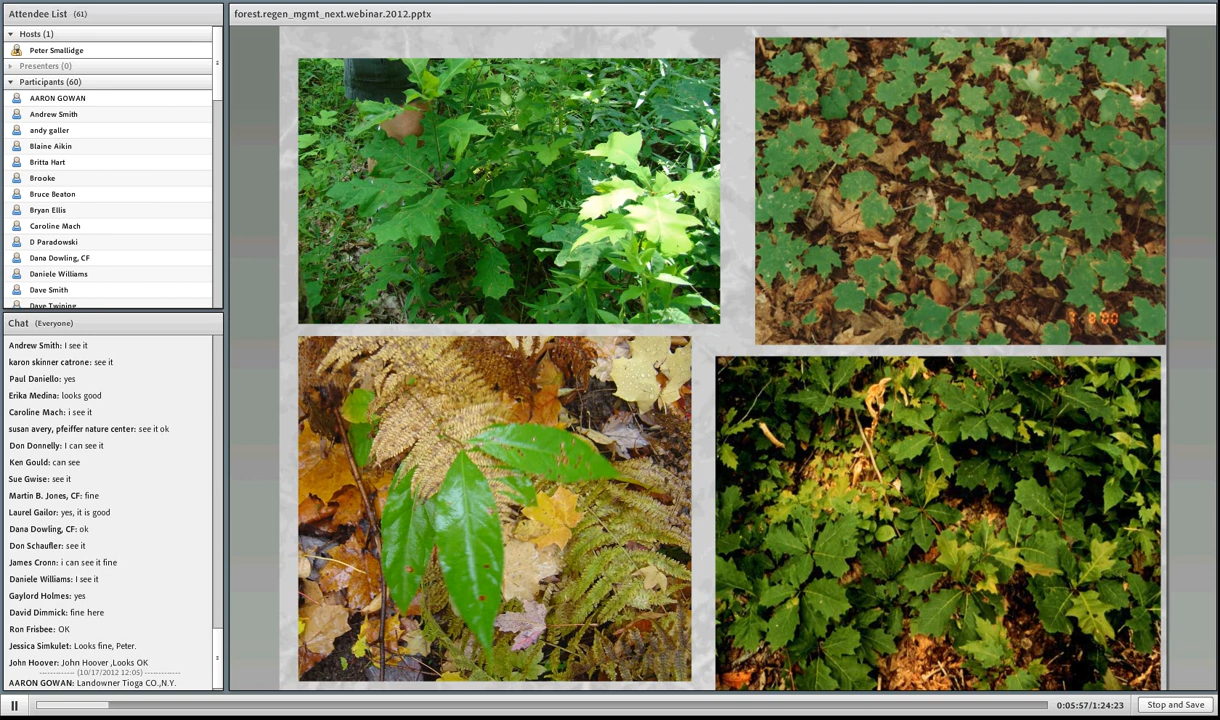 Attendee List (61)
Hosts (1)
Peter Smallidge
Presenters (0)
Participants (60)
AARON GOWAN
Andrew Smith
andy galler
Blaine Aikin
Britta Hart
Brooke
Bruce Beaton
Bryan Ellis
Caroline Mach
D Paradowski
Dana Dowling, CF
Daniele Williams
Dave Smith
Dave Twining
Chat (Everyone)
Andrew Smith: I see it
karon skinner catrone: see it
Paul Daniello: yes
Erika Medina: looks good
Caroline Mach: i see it
susan avery, pfeiffer nature center: see it ok
Don Donnelly: I can see it
Ken Gould: can see
Sue Gwise: see it
Martin B. Jones, CF: fine
Laurel Gailor: yes, it is good
Dana Dowling, CF: ok
Don Schaufler: see it
James Cronn: i can see it fine
Daniele Williams: I see it
Gaylord Holmes: yes
David Dimmick: fine here
Ron Frisbee: OK
Jessica Simkulet: Looks fine, Peter.
John Hoover: John Hoover ,Looks OK
------------- (10/17/2012 12:05) -------------
AARON GOWAN: Landowner Tioga CO.,N.Y.
forest.regen_mgmt_next.webinar.2012.pptx
0:05:57/1:24:23
Stop and Save